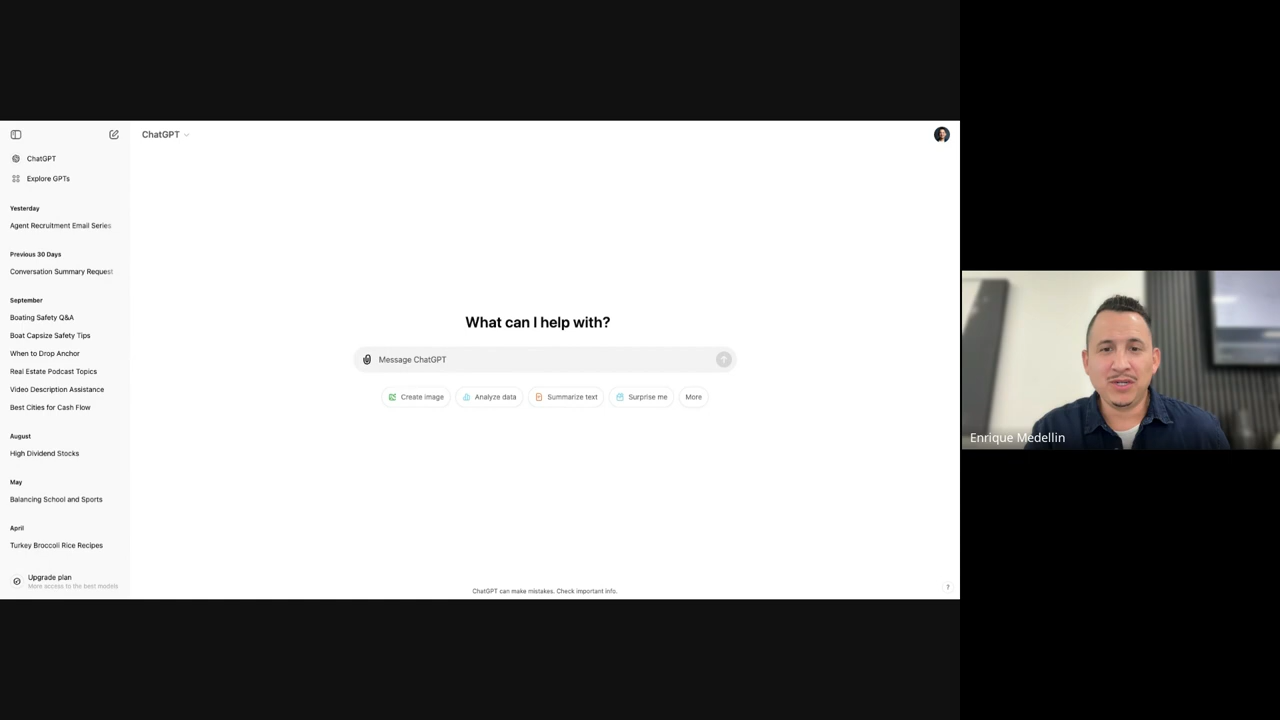 ChatGPT
ChatGPT
Explore GPTs
Yesterday
Agent Recruitment Email Series
Previous 30 Days
Conversation Summary Request
September
Boating Safety Q&A
Boat Capsize Safety Tips
When to Drop Anchor
Real Estate Podcast Topics
Video Description Assistance
Best Cities for Cash Flow
August
High Dividend Stocks
May
Balancing School and Sports
April
Turkey Broccoli Rice Recipes
Upgrade plan
More access to the best models
What can I help with?
Message ChatGPT
Create image
Analyze data
Summarize text
Surprise me
More
ChatGPT can make mistakes. Check important info.
?
Enrique Medellin